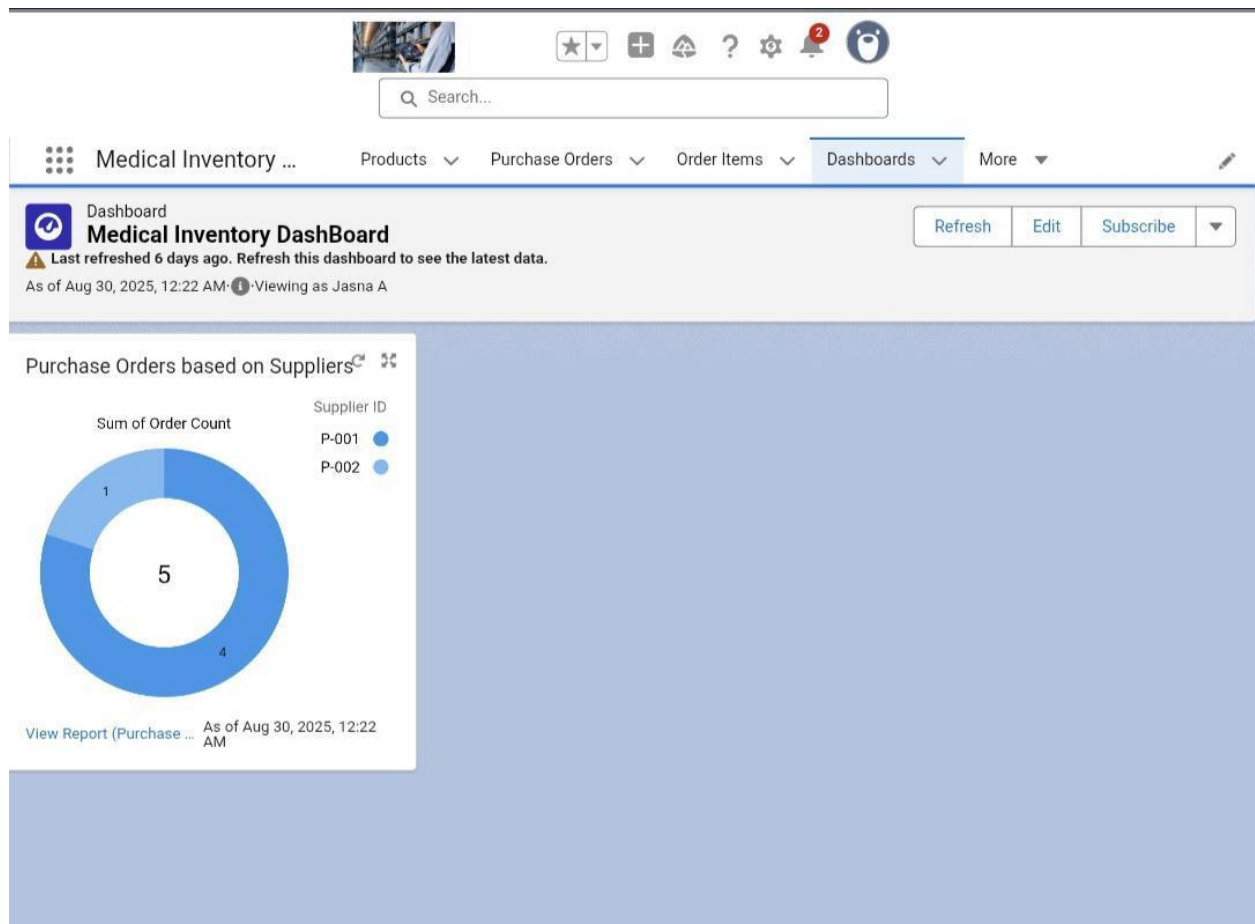 2
Search...
Medical Inventory ...
Products
Purchase Orders
Order Items
Dashboards
More
Dashboard
Medical Inventory DashBoard
Last refreshed 6 days ago. Refresh this dashboard to see the latest data.
As of Aug 30, 2025, 12:22 AM·i·Viewing as Jasna A
Refresh
Edit
Subscribe
Purchase Orders based on Suppliers
Sum of Order Count
Supplier ID
P-001
P-002
1
5
4
View Report (Purchase ...
As of Aug 30, 2025, 12:22
AM